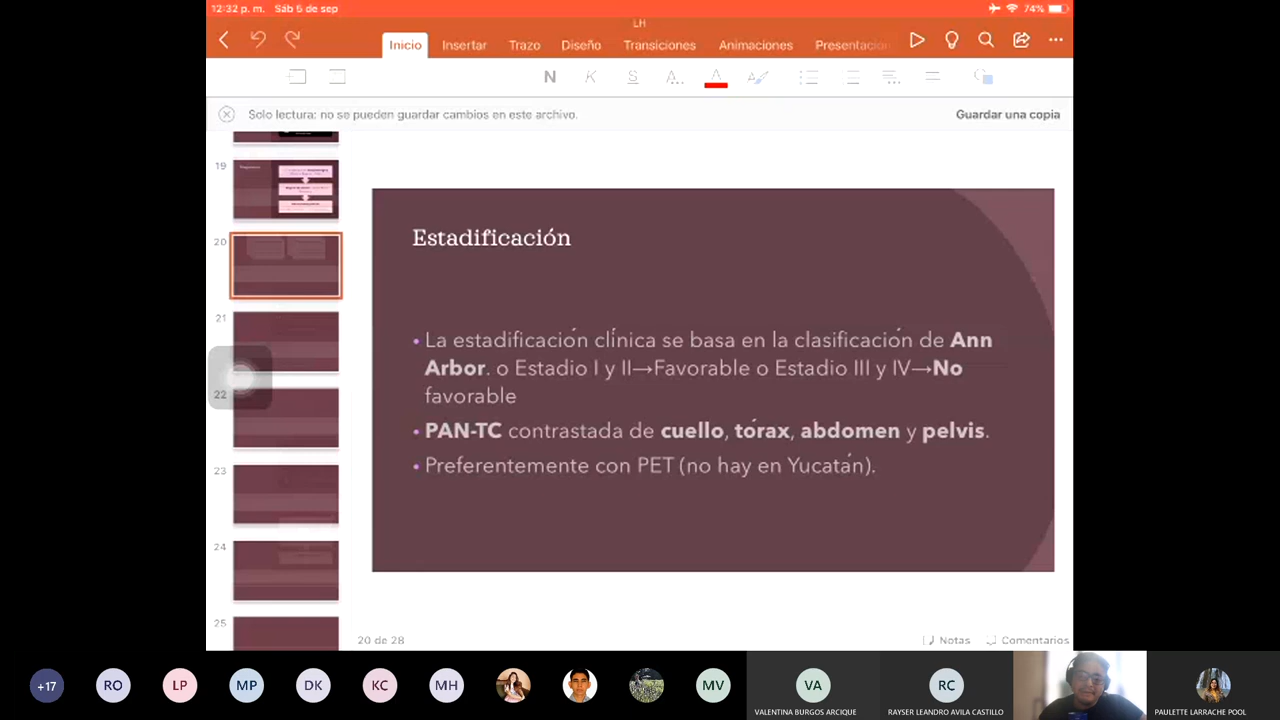 12:32 p. m. Sáb 5 de sep
74%
LH
Inicio Insertar Trazo Diseño Transiciones Animaciones Presentación
N K S A
Solo lectura: no se pueden guardar cambios en este archivo.
Guardar una copia
19
20
21
22
23
24
25
Estadificación
• La estadificación clínica se basa en la clasificación de Ann
Arbor. o Estadio I y II→Favorable o Estadio III y IV→No
favorable
• PAN-TC contrastada de cuello, tórax, abdomen y pelvis.
• Preferentemente con PET (no hay en Yucatán).
20 de 28
Notas Comentarios
+17 RO LP MP DK KC MH MV VA RC
VALENTINA BURGOS ARCIQUE RAYSER LEANDRO AVILA CASTILLO PAULETTE LARRACHE POOL